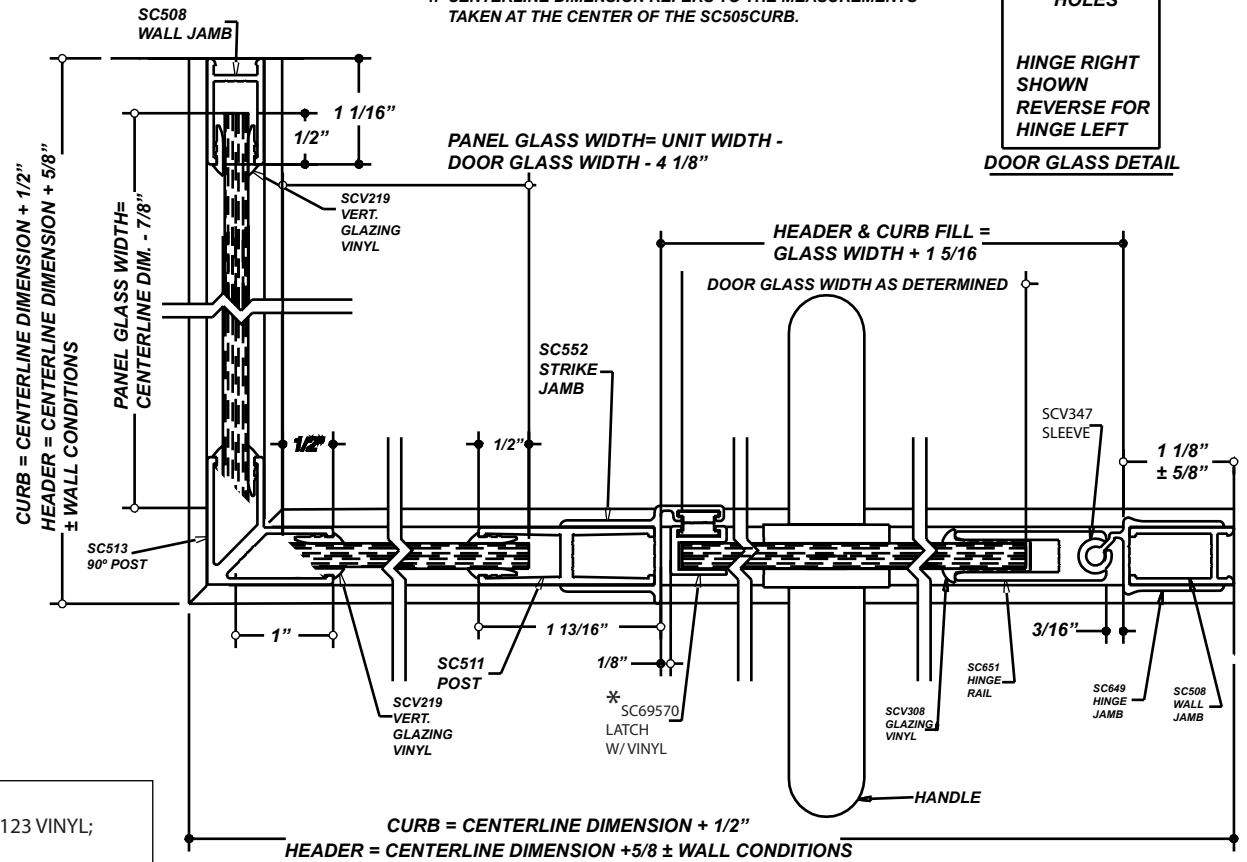 4. CENTERLINE DIMENSION REFERS TO THE MEASUREMENTS
TAKEN AT THE CENTER OF THE SC505CURB.
HOLES
HINGE RIGHT
SHOWN
REVERSE FOR
HINGE LEFT
DOOR GLASS DETAIL
SC508
WALL JAMB
1 1/16”
1/2”
PANEL GLASS WIDTH= UNIT WIDTH -
DOOR GLASS WIDTH - 4 1/8”
SCV219
VERT.
GLAZING
VINYL
CURB = CENTERLINE DIMENSION + 1/2”
HEADER = CENTERLINE DIMENSION + 5/8”
± WALL CONDITIONS
PANEL GLASS WIDTH=
CENTERLINE DIM. - 7/8”
HEADER & CURB FILL =
GLASS WIDTH + 1 5/16
DOOR GLASS WIDTH AS DETERMINED
SC552
STRIKE
JAMB
SCV347
SLEEVE
1/2”
1/2”
1 1/8”
± 5/8”
SC513
90º POST
1”
1 13/16”
3/16”
1/8”
SC511
POST
SCV219
VERT.
GLAZING
VINYL
*
SC69570
LATCH
W/ VINYL
SCV308
GLAZING
VINYL
SC651
HINGE
RAIL
SC649
HINGE
JAMB
SC508
WALL
JAMB
HANDLE
123 VINYL;
CURB = CENTERLINE DIMENSION + 1/2”
HEADER = CENTERLINE DIMENSION +5/8 ± WALL CONDITIONS